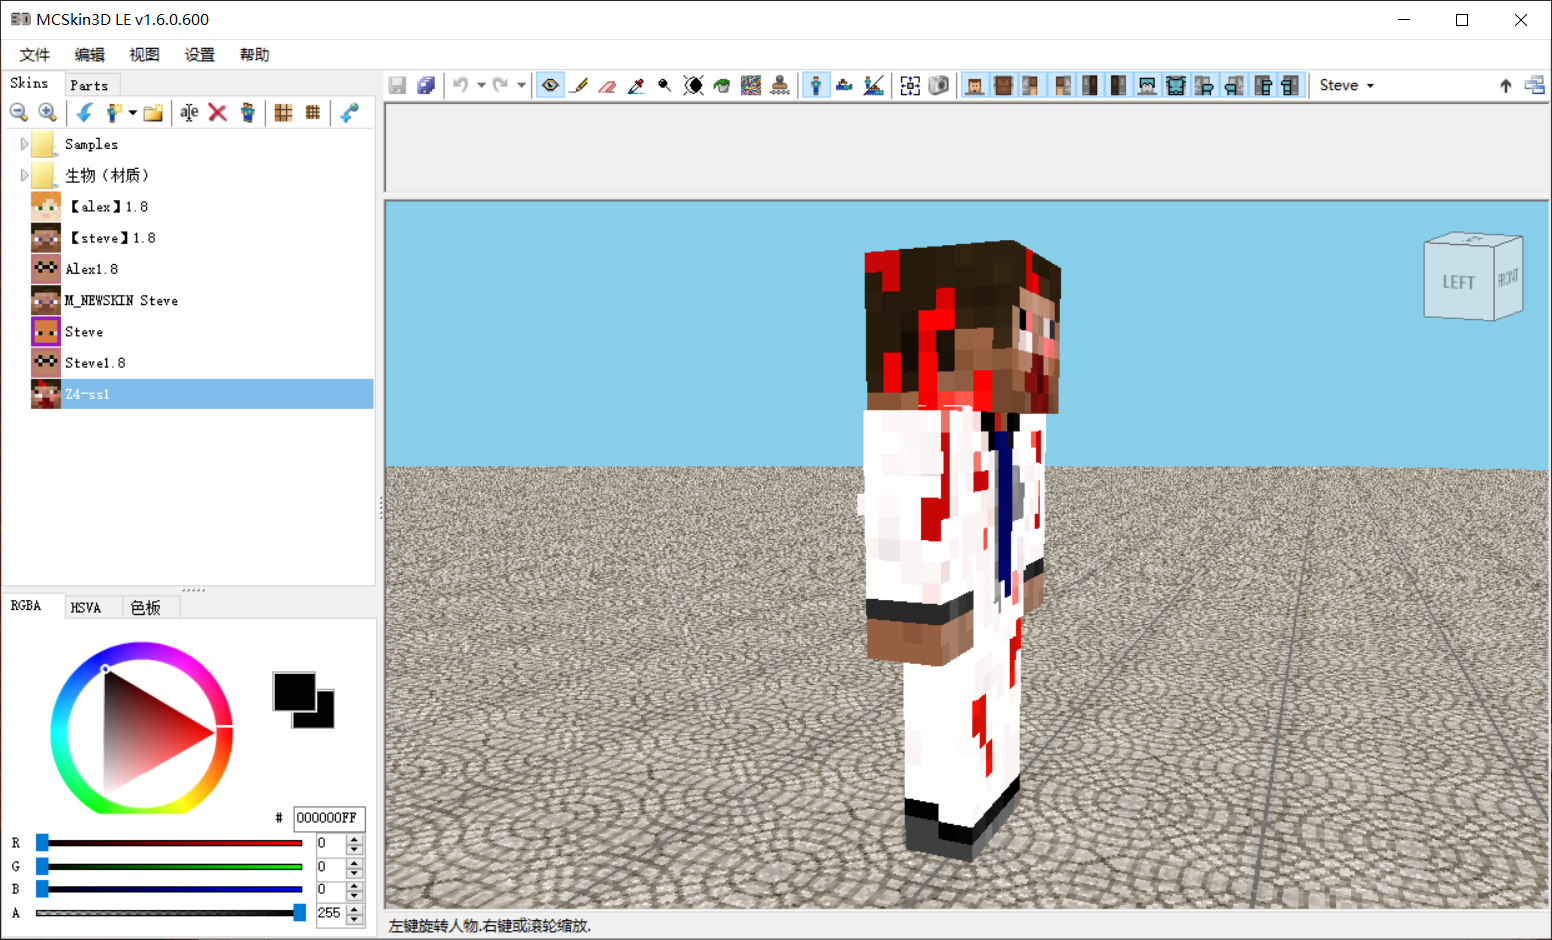 MCSkin3D LE v1.6.0.600
文件 编辑 视图 设置 帮助
Skins Parts
Steve
Samples
生物（材质）
【alex】1.8
【steve】1.8
Alex1.8
M_NEWSKIN Steve
Steve
Steve1.8
Z4-ss1
LEFT FRONT
RGBA HSVA 色板
# 000000FF
R 0
G 0
B 0
A 255
左键旋转人物.右键或滚轮缩放.